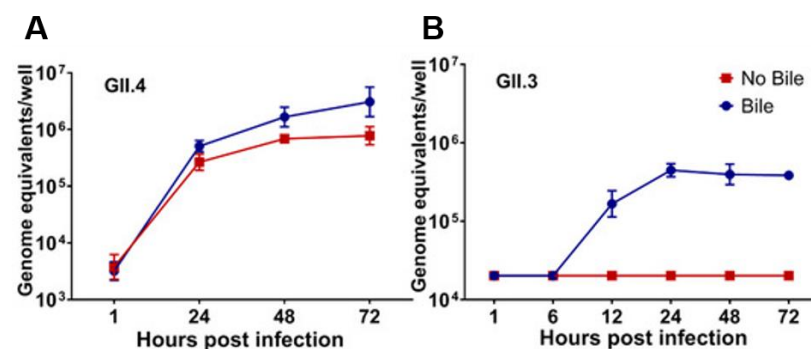 A
GII.4
Genome equivalents/well
10⁷
10⁶
10⁵
10⁴
10³
1 24 48 72
Hours post infection
B
GII.3
No Bile
Bile
Genome equivalents/well
10⁷
10⁶
10⁵
10⁴
1 6 12 24 48 72
Hours post infection